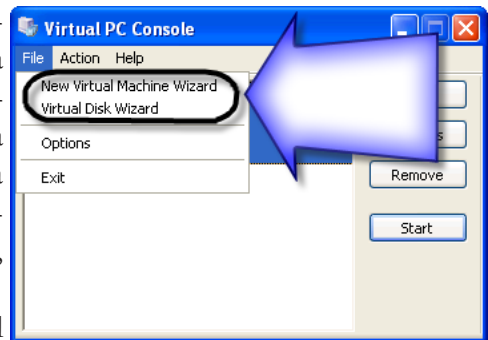 Virtual PC Console
File Action Help
New Virtual Machine Wizard
Virtual Disk Wizard
Options
Exit
Remove
Start